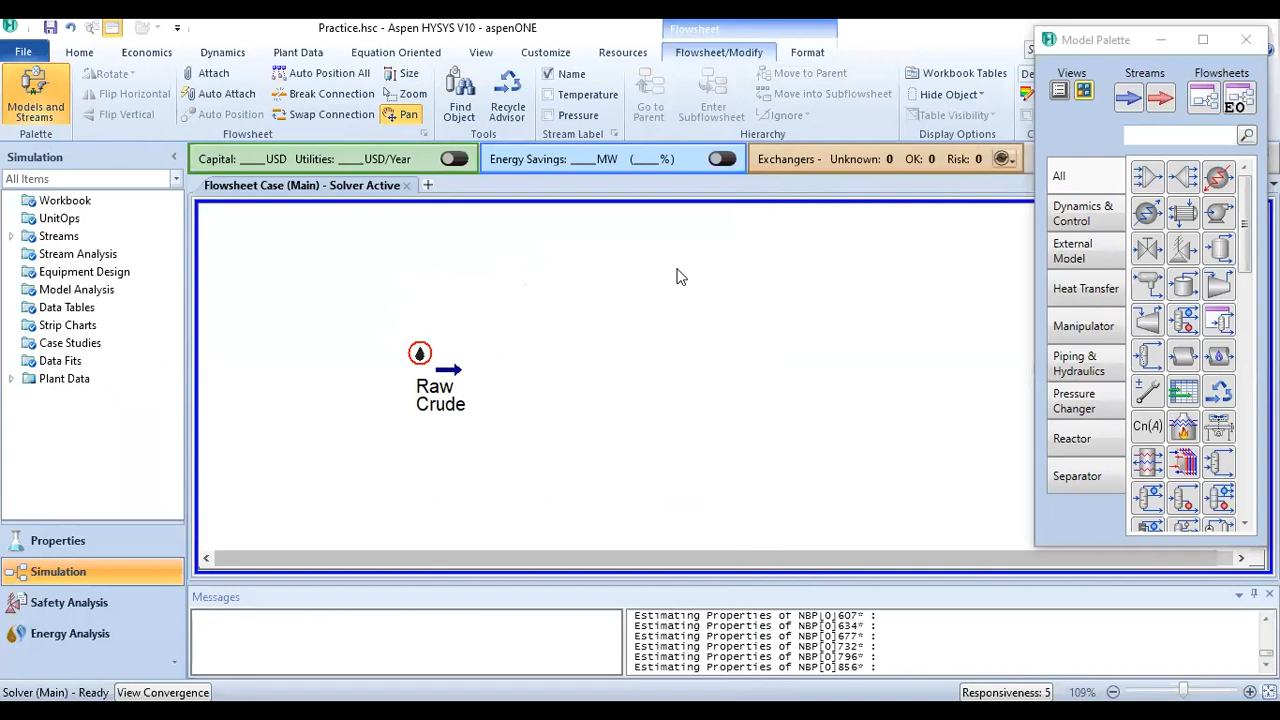 Practice.hsc - Aspen HYSYS V10 - aspenONE
Flowsheet
File
Home
Economics
Dynamics
Plant Data
Equation Oriented
View
Customize
Resources
Flowsheet/Modify
Format
Models and
Streams
Palette
Rotate
Flip Horizontal
Flip Vertical
Attach
Auto Attach
Auto Position
Auto Position All
Break Connection
Swap Connection
Size
Zoom
Pan
Flowsheet
Find
Object
Recycle
Advisor
Tools
Name
Temperature
Pressure
Stream Label
Go to
Parent
Enter
Subflowsheet
Move to Parent
Move into Subflowsheet
Ignore
Hierarchy
Workbook Tables
Hide Object
Table Visibility
Display Options
Model Palette
Views
Streams
Flowsheets
EO
All
Dynamics &
Control
External
Model
Heat Transfer
Manipulator
Piping &
Hydraulics
Pressure
Changer
Reactor
Separator
Cn(A)
Simulation
All Items
Workbook
UnitOps
Streams
Stream Analysis
Equipment Design
Model Analysis
Data Tables
Strip Charts
Case Studies
Data Fits
Plant Data
Properties
Simulation
Safety Analysis
Energy Analysis
Capital: ____USD Utilities: ____USD/Year
Energy Savings: ____MW (____%)
Exchangers - Unknown: 0 OK: 0 Risk: 0
Flowsheet Case (Main) - Solver Active
Raw
Crude
Messages
Estimating Properties of NBP[0]607* :
Estimating Properties of NBP[0]634* :
Estimating Properties of NBP[0]677* :
Estimating Properties of NBP[0]732* :
Estimating Properties of NBP[0]796* :
Estimating Properties of NBP[0]856* :
Solver (Main) - Ready
View Convergence
Responsiveness: 5
109%